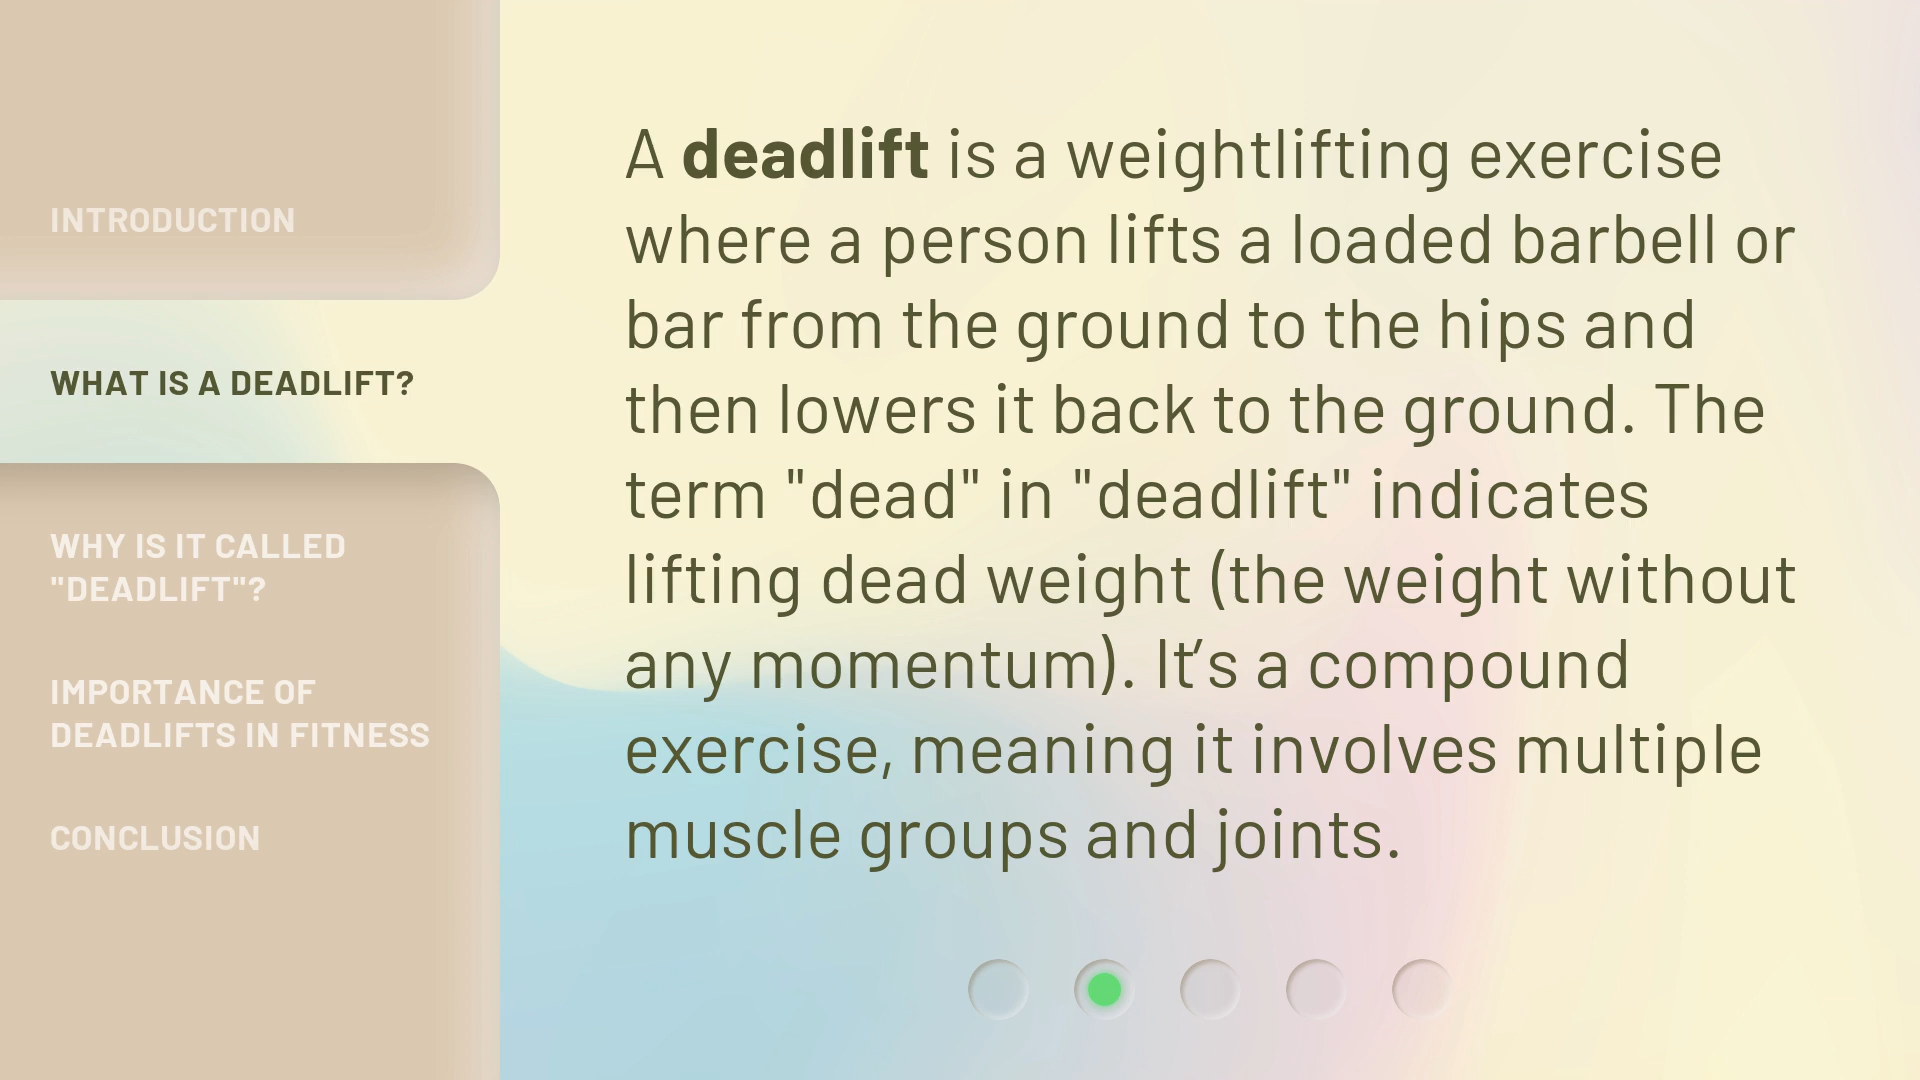 INTRODUCTION
WHAT IS A DEADLIFT?
WHY IS IT CALLED
"DEADLIFT"?
IMPORTANCE OF
DEADLIFTS IN FITNESS
CONCLUSION
A deadlift is a weightlifting exercise
where a person lifts a loaded barbell or
bar from the ground to the hips and
then lowers it back to the ground. The
term "dead" in "deadlift" indicates
lifting dead weight (the weight without
any momentum). It’s a compound
exercise, meaning it involves multiple
muscle groups and joints.